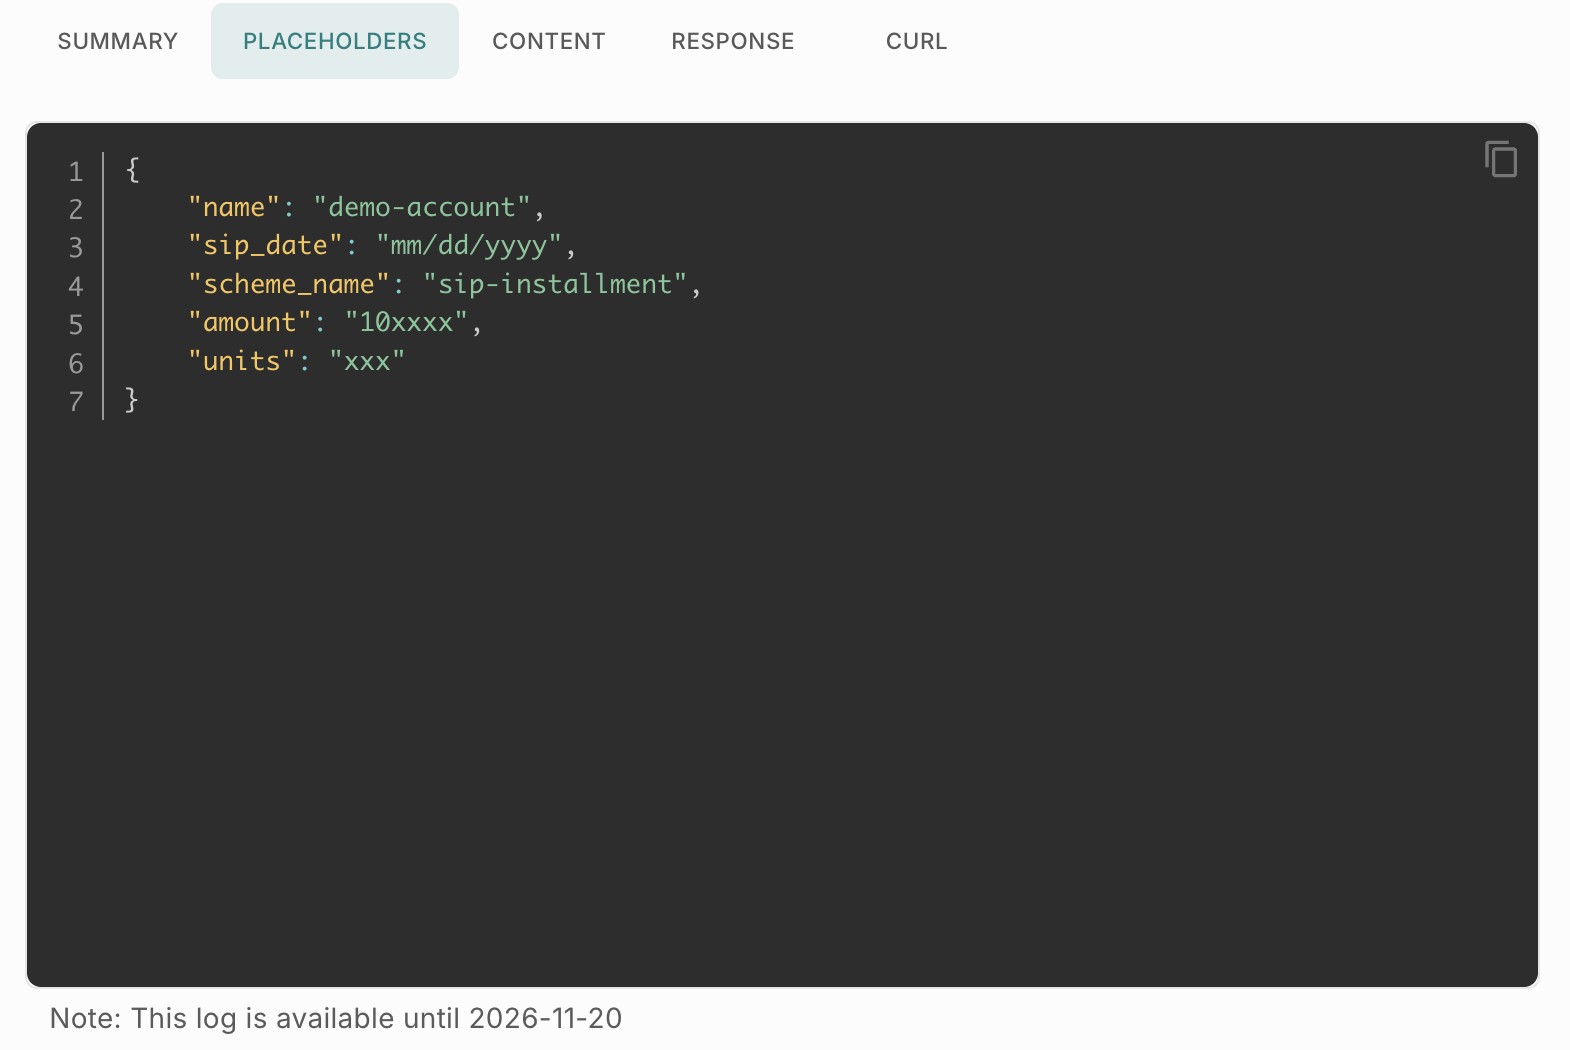 SUMMARY PLACEHOLDERS CONTENT RESPONSE CURL
1 {
2     "name": "demo-account",
3     "sip_date": "mm/dd/yyyy",
4     "scheme_name": "sip-installment",
5     "amount": "10xxxx",
6     "units": "xxx"
7 }
Note: This log is available until 2026-11-20